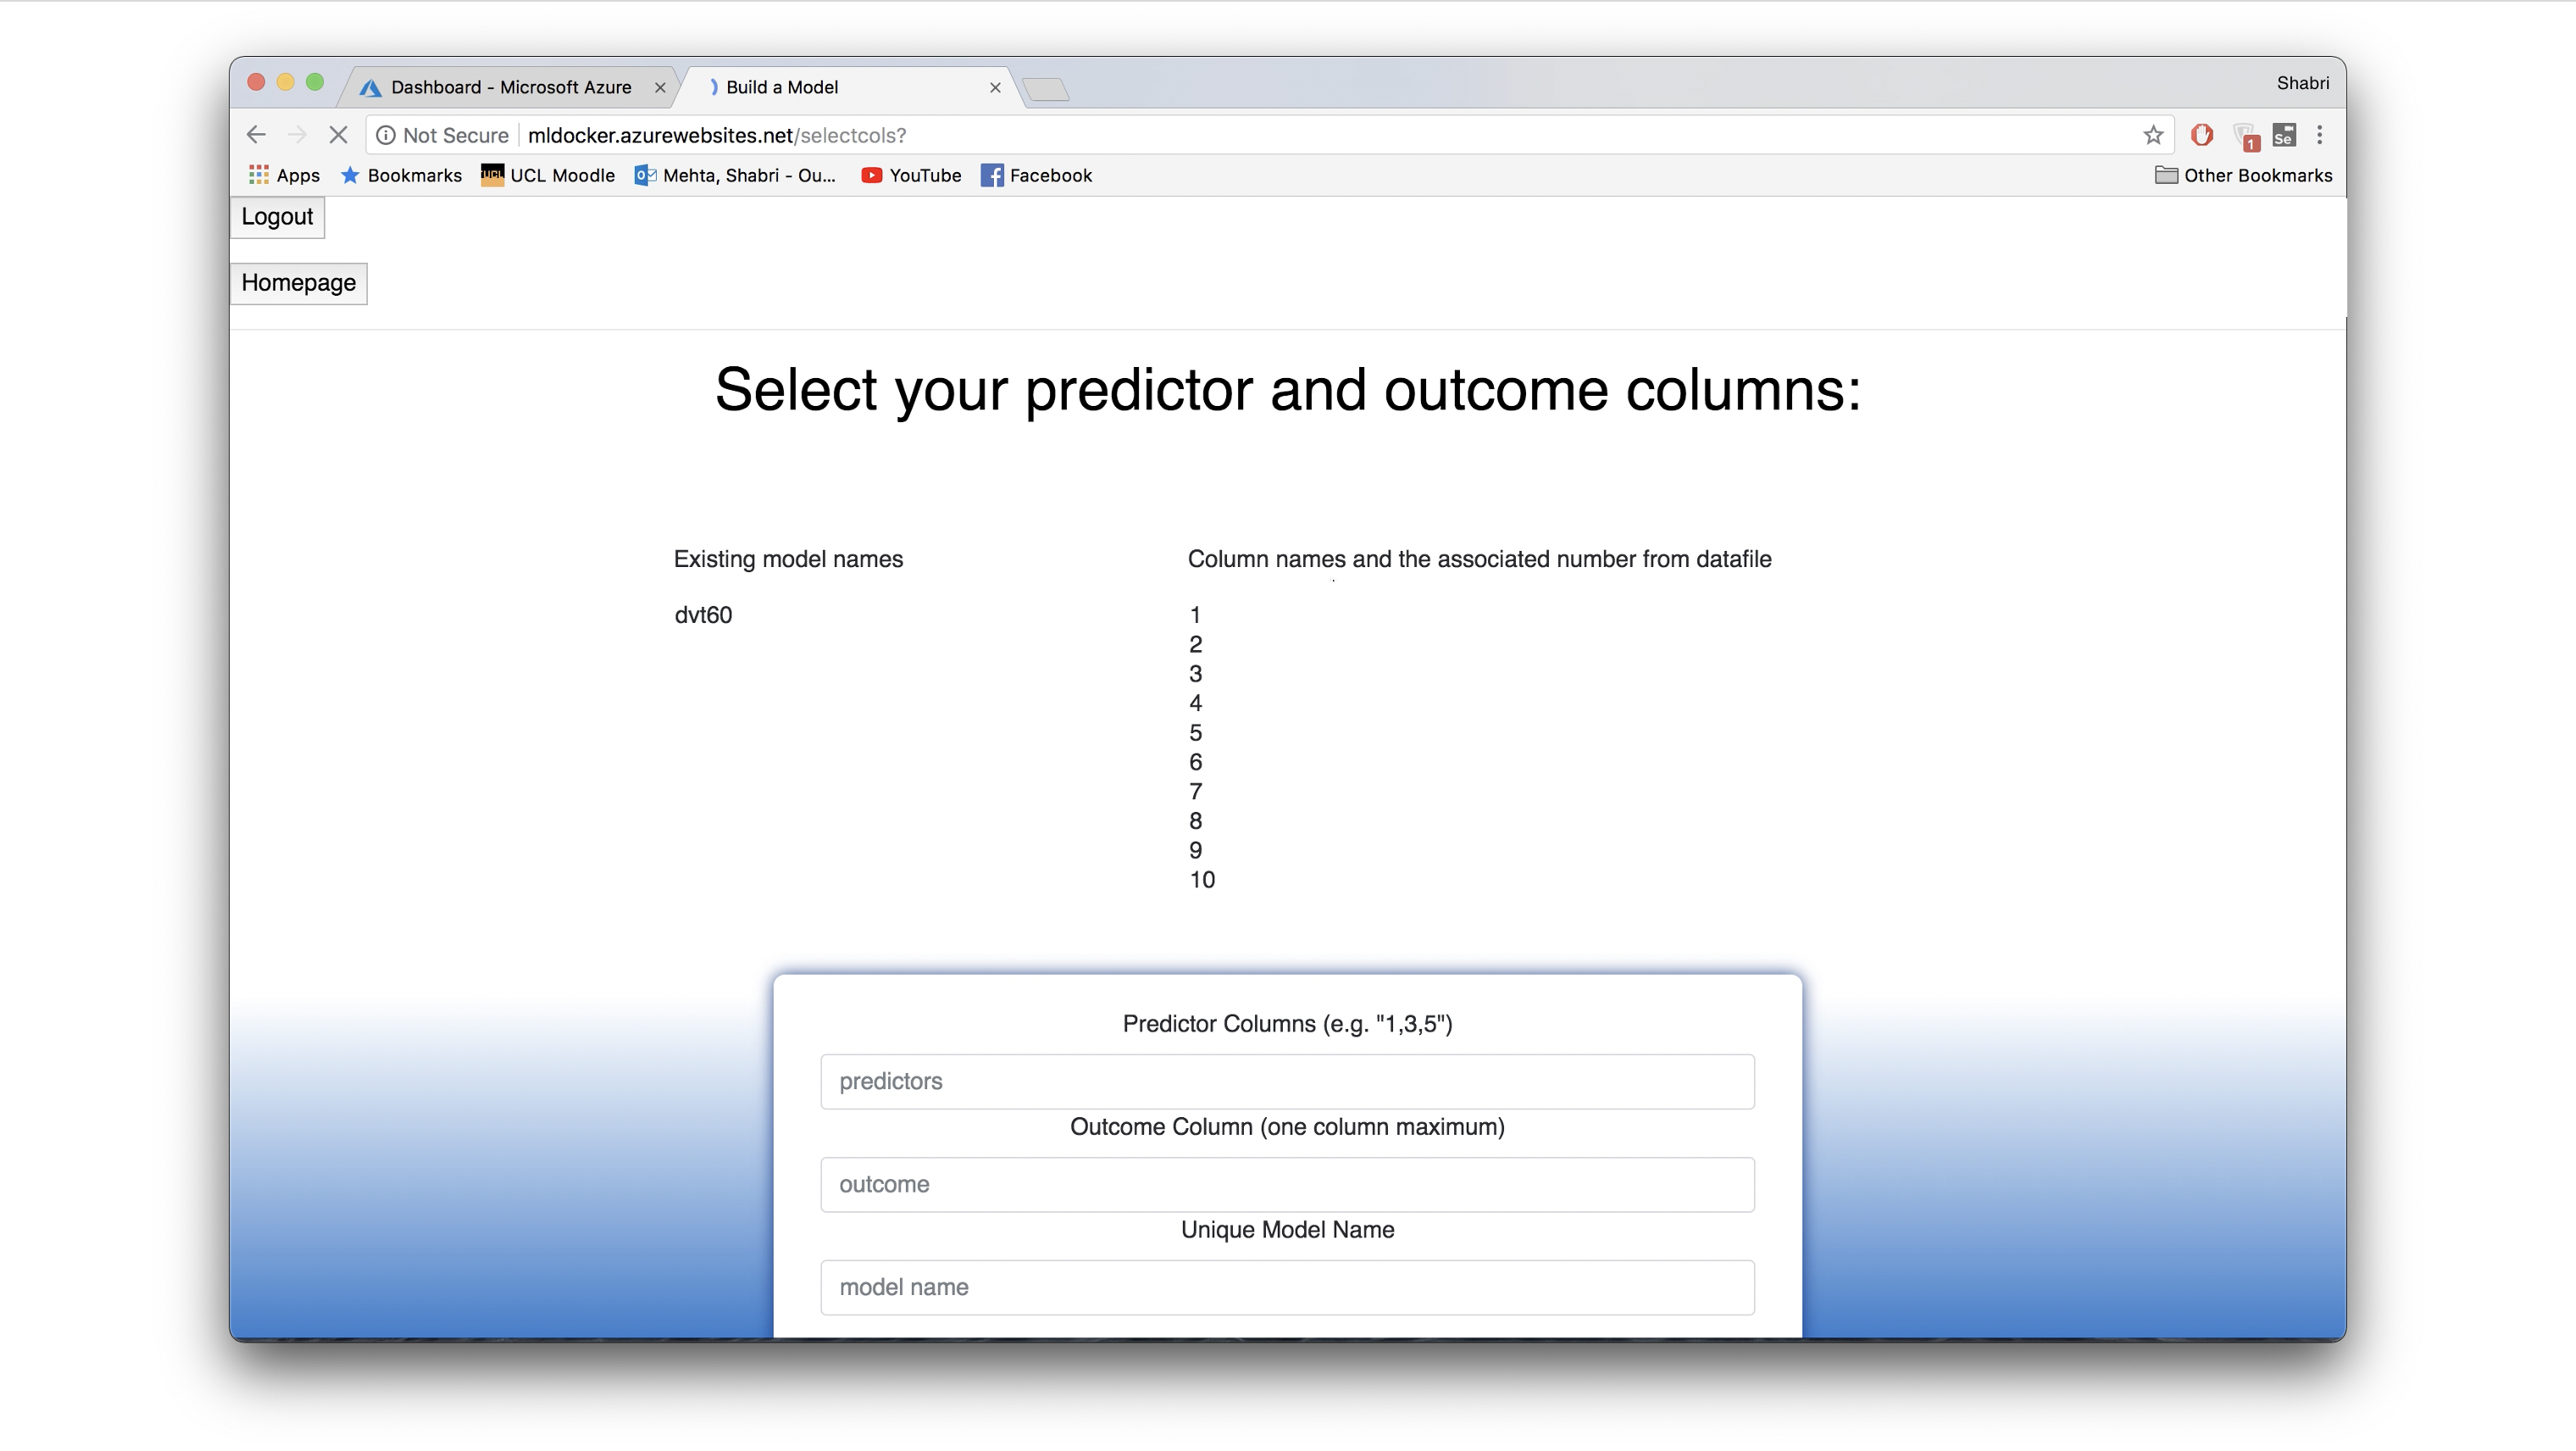 Dashboard - Microsoft Azure
Build a Model
Shabri
Not Secure mldocker.azurewebsites.net/selectcols?
1
Se
Apps Bookmarks UCL UCL Moodle Mehta, Shabri - Ou... YouTube Facebook Other Bookmarks
Logout
Homepage
Select your predictor and outcome columns:
Existing model names
dvt60
Column names and the associated number from datafile
1
2
3
4
5
6
7
8
9
10
Predictor Columns (e.g. "1,3,5")
predictors
Outcome Column (one column maximum)
outcome
Unique Model Name
model name